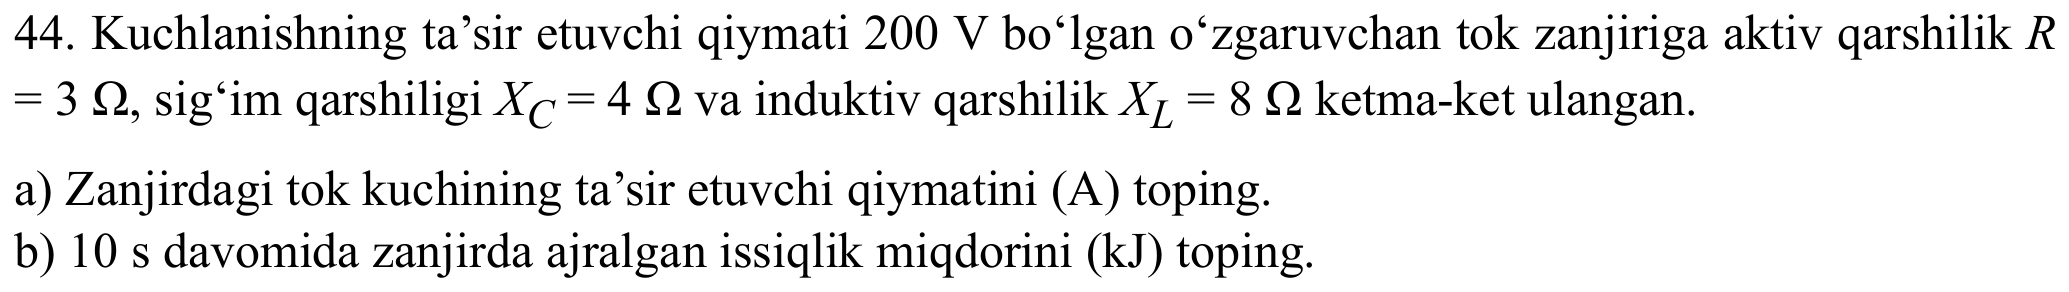 44. Kuchlanishning ta’sir etuvchi qiymati 200 V bo‘lgan o‘zgaruvchan tok zanjiriga aktiv qarshilik R
= 3 Ω, sig‘im qarshiligi X_C = 4 Ω va induktiv qarshilik X_L = 8 Ω ketma-ket ulangan.
a) Zanjirdagi tok kuchining ta’sir etuvchi qiymatini (A) toping.
b) 10 s davomida zanjirda ajralgan issiqlik miqdorini (kJ) toping.